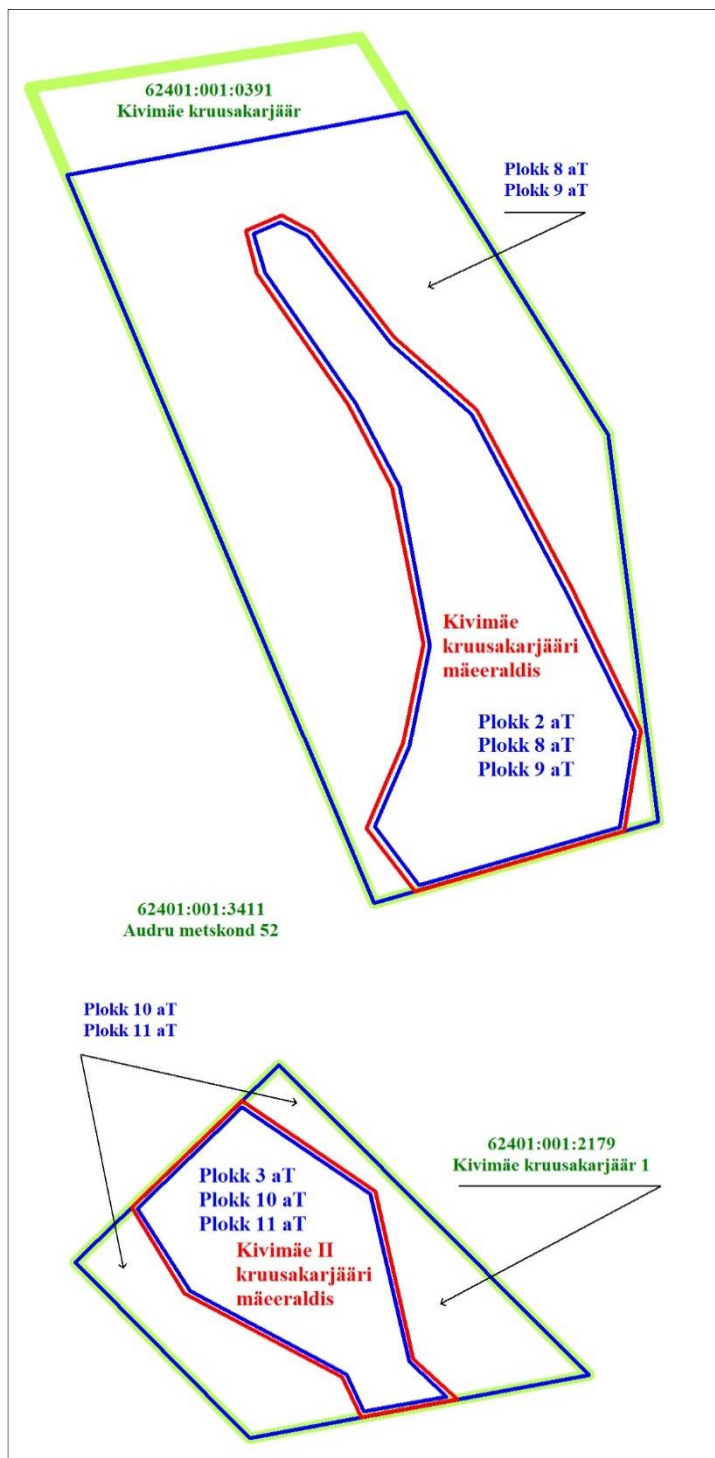 62401:001:0391
Kivimäe kruusakarjäär
Plokk 8 aT
Plokk 9 aT
Kivimäe
kruusakarjääri
mäeeraldis
Plokk 2 aT
Plokk 8 aT
Plokk 9 aT
62401:001:3411
Audru metskond 52
Plokk 10 aT
Plokk 11 aT
62401:001:2179
Kivimäe kruusakarjäär 1
Plokk 3 aT
Plokk 10 aT
Plokk 11 aT
Kivimäe II
kruusakarjääri
mäeeraldis